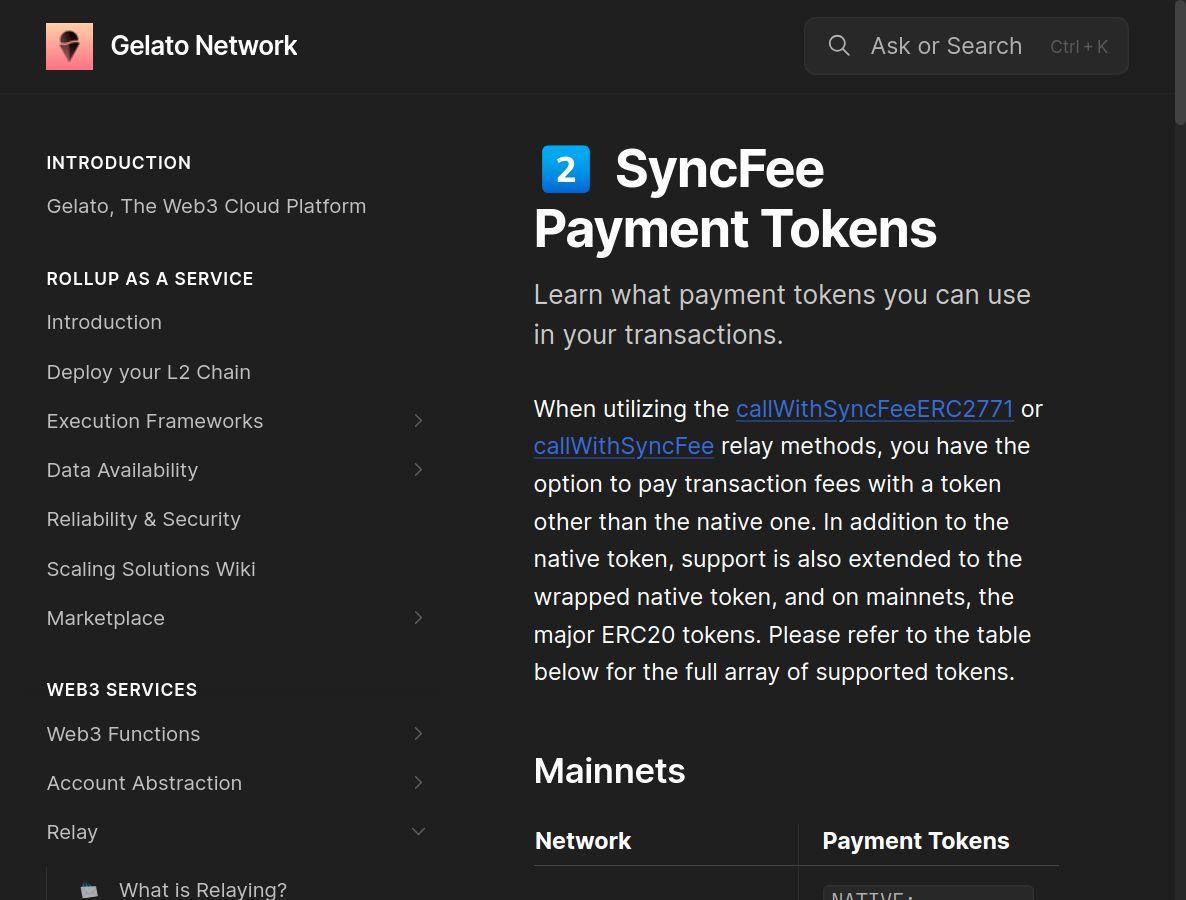 Gelato Network
Ask or Search Ctrl + K
INTRODUCTION
Gelato, The Web3 Cloud Platform
ROLLUP AS A SERVICE
Introduction
Deploy your L2 Chain
Execution Frameworks
Data Availability
Reliability & Security
Scaling Solutions Wiki
Marketplace
WEB3 SERVICES
Web3 Functions
Account Abstraction
Relay
What is Relaying?
2 SyncFee
Payment Tokens
Learn what payment tokens you can use
in your transactions.
When utilizing the callWithSyncFeeERC2771 or
callWithSyncFee relay methods, you have the
option to pay transaction fees with a token
other than the native one. In addition to the
native token, support is also extended to the
wrapped native token, and on mainnets, the
major ERC20 tokens. Please refer to the table
below for the full array of supported tokens.
Mainnets
Network Payment Tokens
NATIVE: